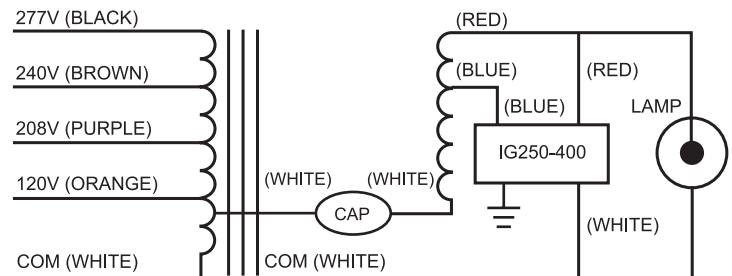 277V (BLACK)
(RED)
240V (BROWN)
(BLUE)
(RED)
(BLUE)
LAMP
208V (PURPLE)
IG250-400
120V (ORANGE)
(WHITE)
(WHITE)
CAP
(WHITE)
COM (WHITE)
COM (WHITE)